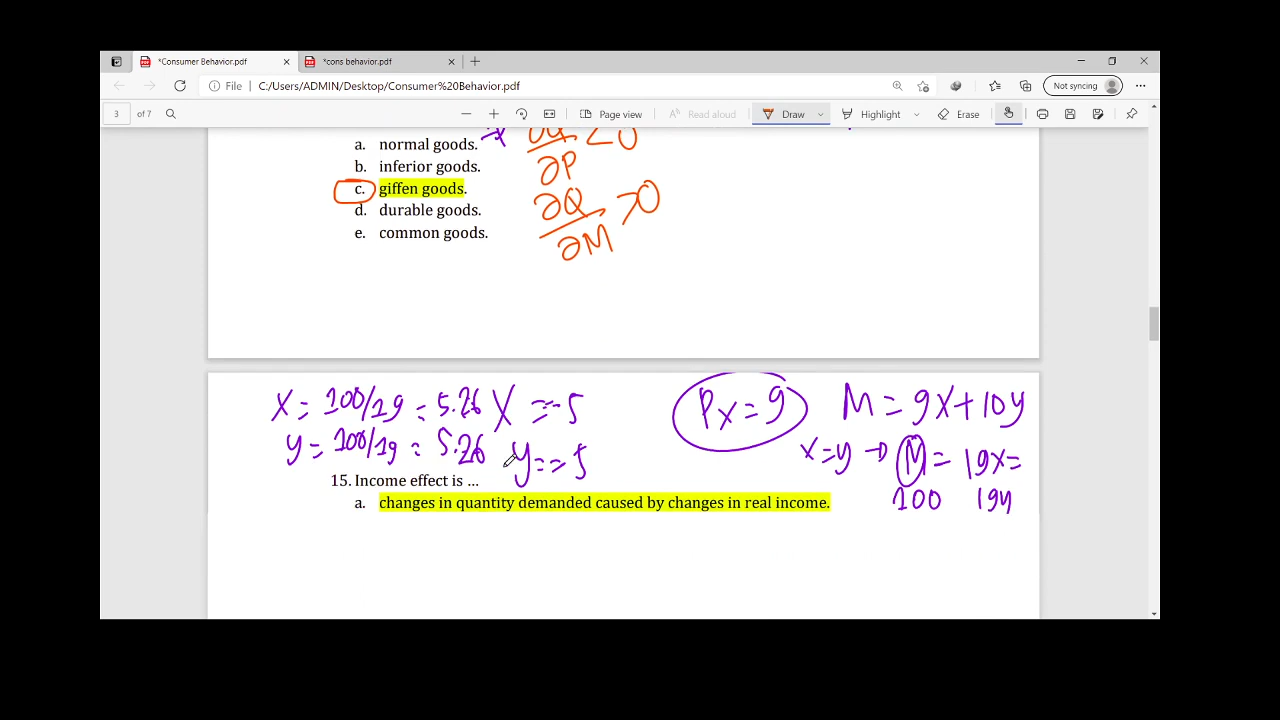 *Consumer Behavior.pdf
*cons behavior.pdf
File
C:/Users/ADMIN/Desktop/Consumer%20Behavior.pdf
Not syncing
3 of 7
Page view
Read aloud
Draw
Highlight
Erase
a. normal goods.
b. inferior goods.
c. giffen goods.
d. durable goods.
e. common goods.
∂Q/∂P < 0
∂Q/∂M > 0
X = 100/19 = 5.26 X == 5
y = 100/19 = 5.26 y == 5
Px = 9
M = 9X + 10y
X = y → M = 19X =
100 19y
15. Income effect is ...
a. changes in quantity demanded caused by changes in real income.